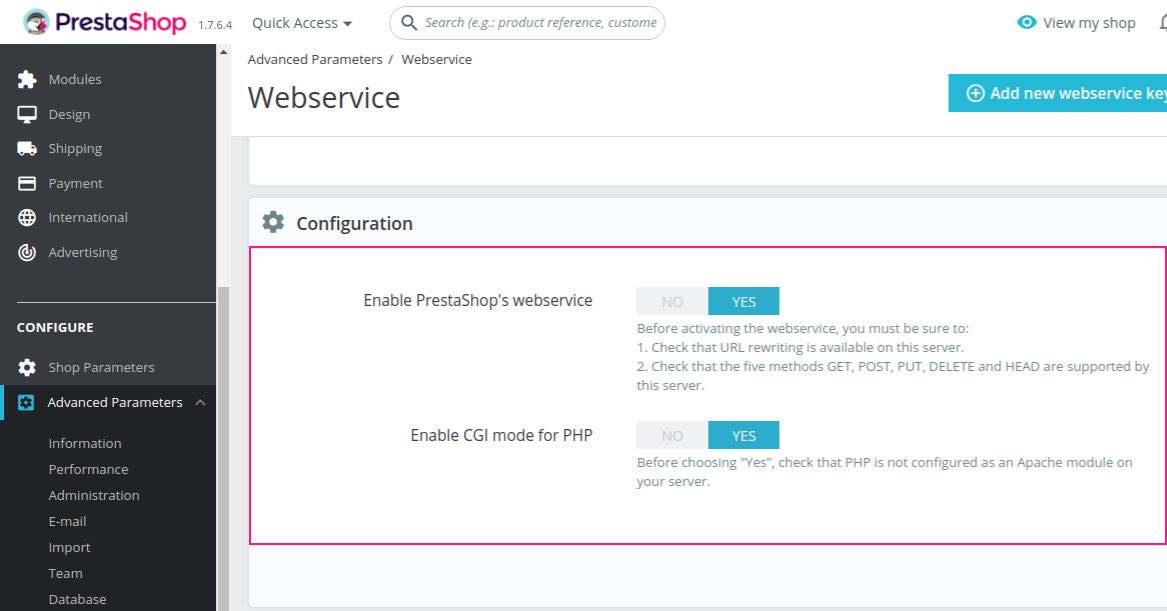 PrestaShop 1.7.6.4 Quick Access Search (e.g.: product reference, custome View my shop
Modules
Design
Shipping
Payment
International
Advertising
CONFIGURE
Shop Parameters
Advanced Parameters
Information
Performance
Administration
E-mail
Import
Team
Database
Advanced Parameters / Webservice
Webservice
Add new webservice key
Configuration
Enable PrestaShop's webservice NO YES
Before activating the webservice, you must be sure to:
1. Check that URL rewriting is available on this server.
2. Check that the five methods GET, POST, PUT, DELETE and HEAD are supported by
this server.
Enable CGI mode for PHP NO YES
Before choosing "Yes", check that PHP is not configured as an Apache module on
your server.